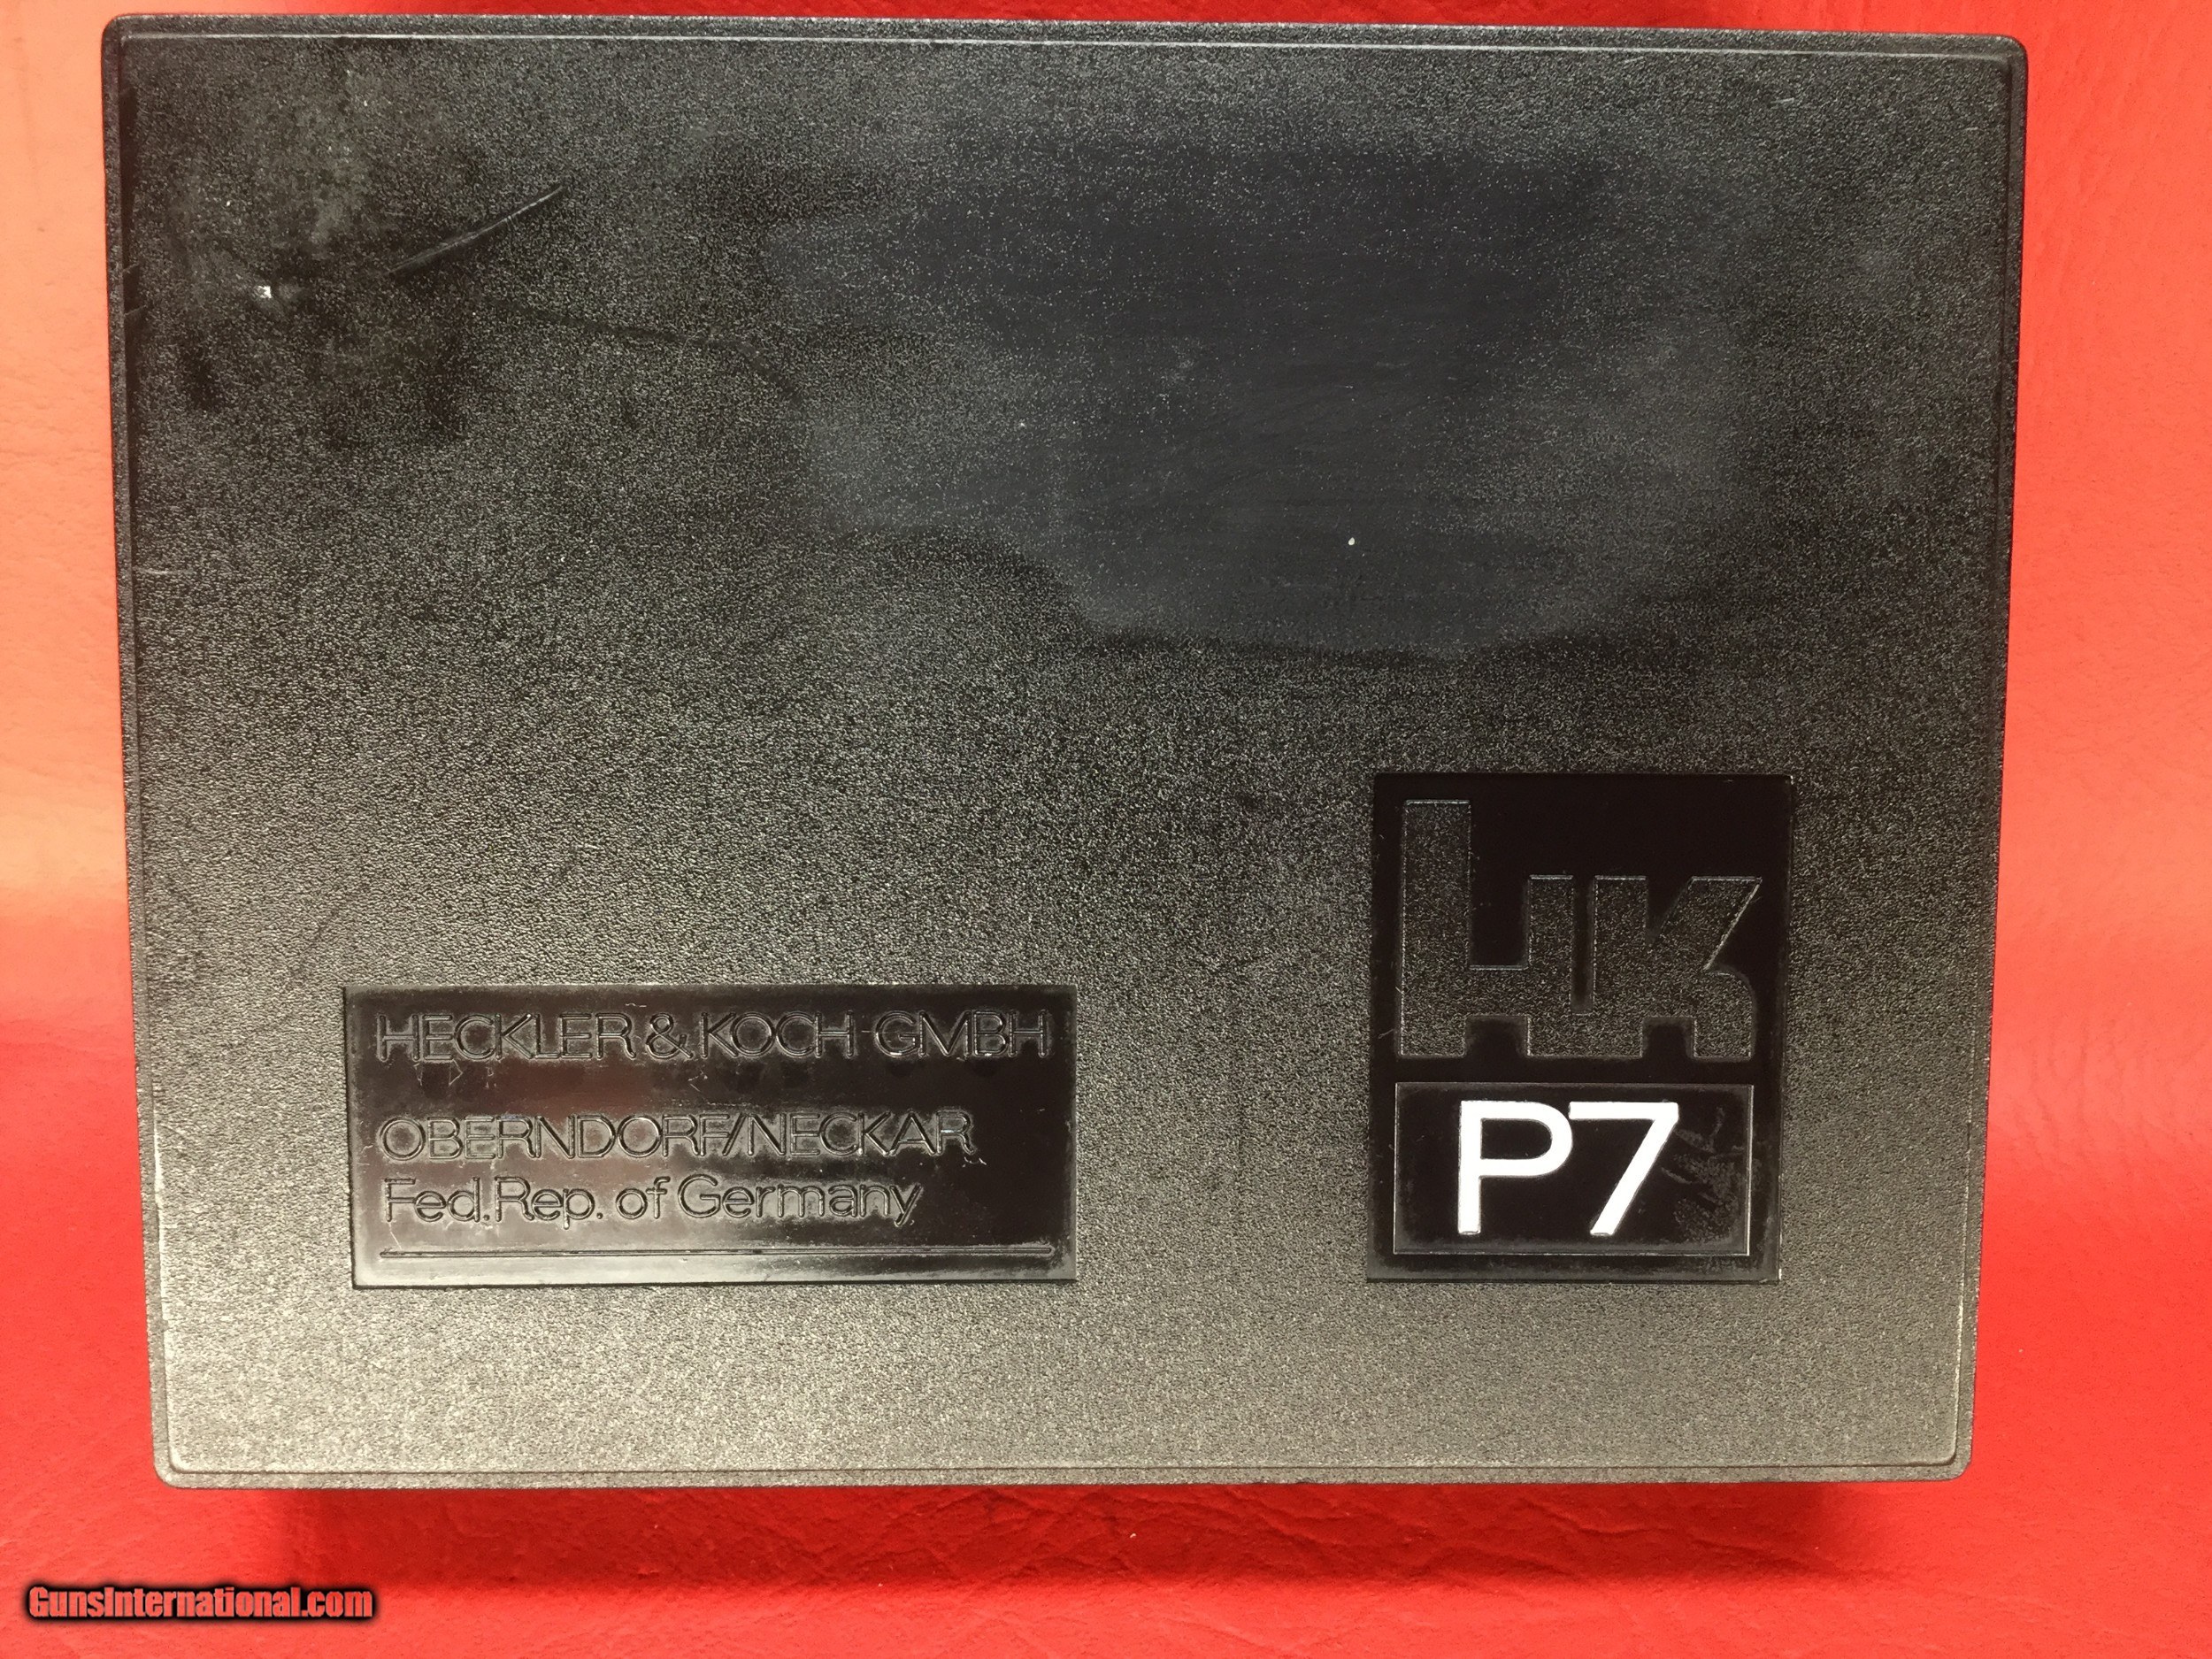 HK
HECKLER & KOCH GMBH
OBERNDORF/NECKAR
Fed. Rep. of Germany
P7
GunsInternational.com